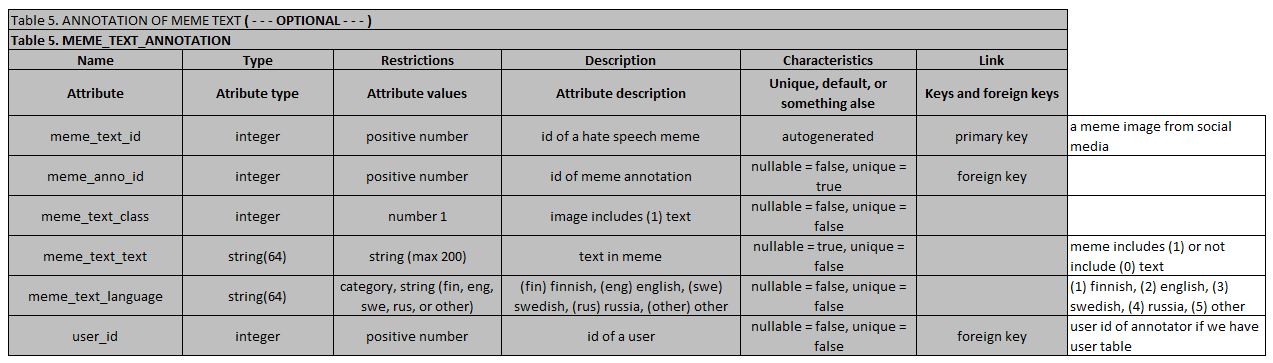 Table 5. ANNOTATION OF MEME TEXT ( - - - OPTIONAL - - - )
Table 5. MEME_TEXT_ANNOTATION
Name Type Restrictions Description Characteristics Link
Attribute Atribute type Attribute values Attribute description Unique, default, or something alse Keys and foreign keys
meme_text_id integer positive number id of a hate speech meme autogenerated primary key a meme image from social media
meme_anno_id integer positive number id of meme annotation nullable = false, unique = true foreign key
meme_text_class integer number 1 image includes (1) text nullable = false, unique = false
meme_text_text string(64) string (max 200) text in meme nullable = true, unique = false meme includes (1) or not include (0) text
meme_text_language string(64) category, string (fin, eng, swe, rus, or other) (fin) finnish, (eng) english, (swe) swedish, (rus) russia, (other) other nullable = false, unique = false (1) finnish, (2) english, (3) swedish, (4) russia, (5) other
user_id integer positive number id of a user nullable = false, unique = false foreign key user id of annotator if we have user table